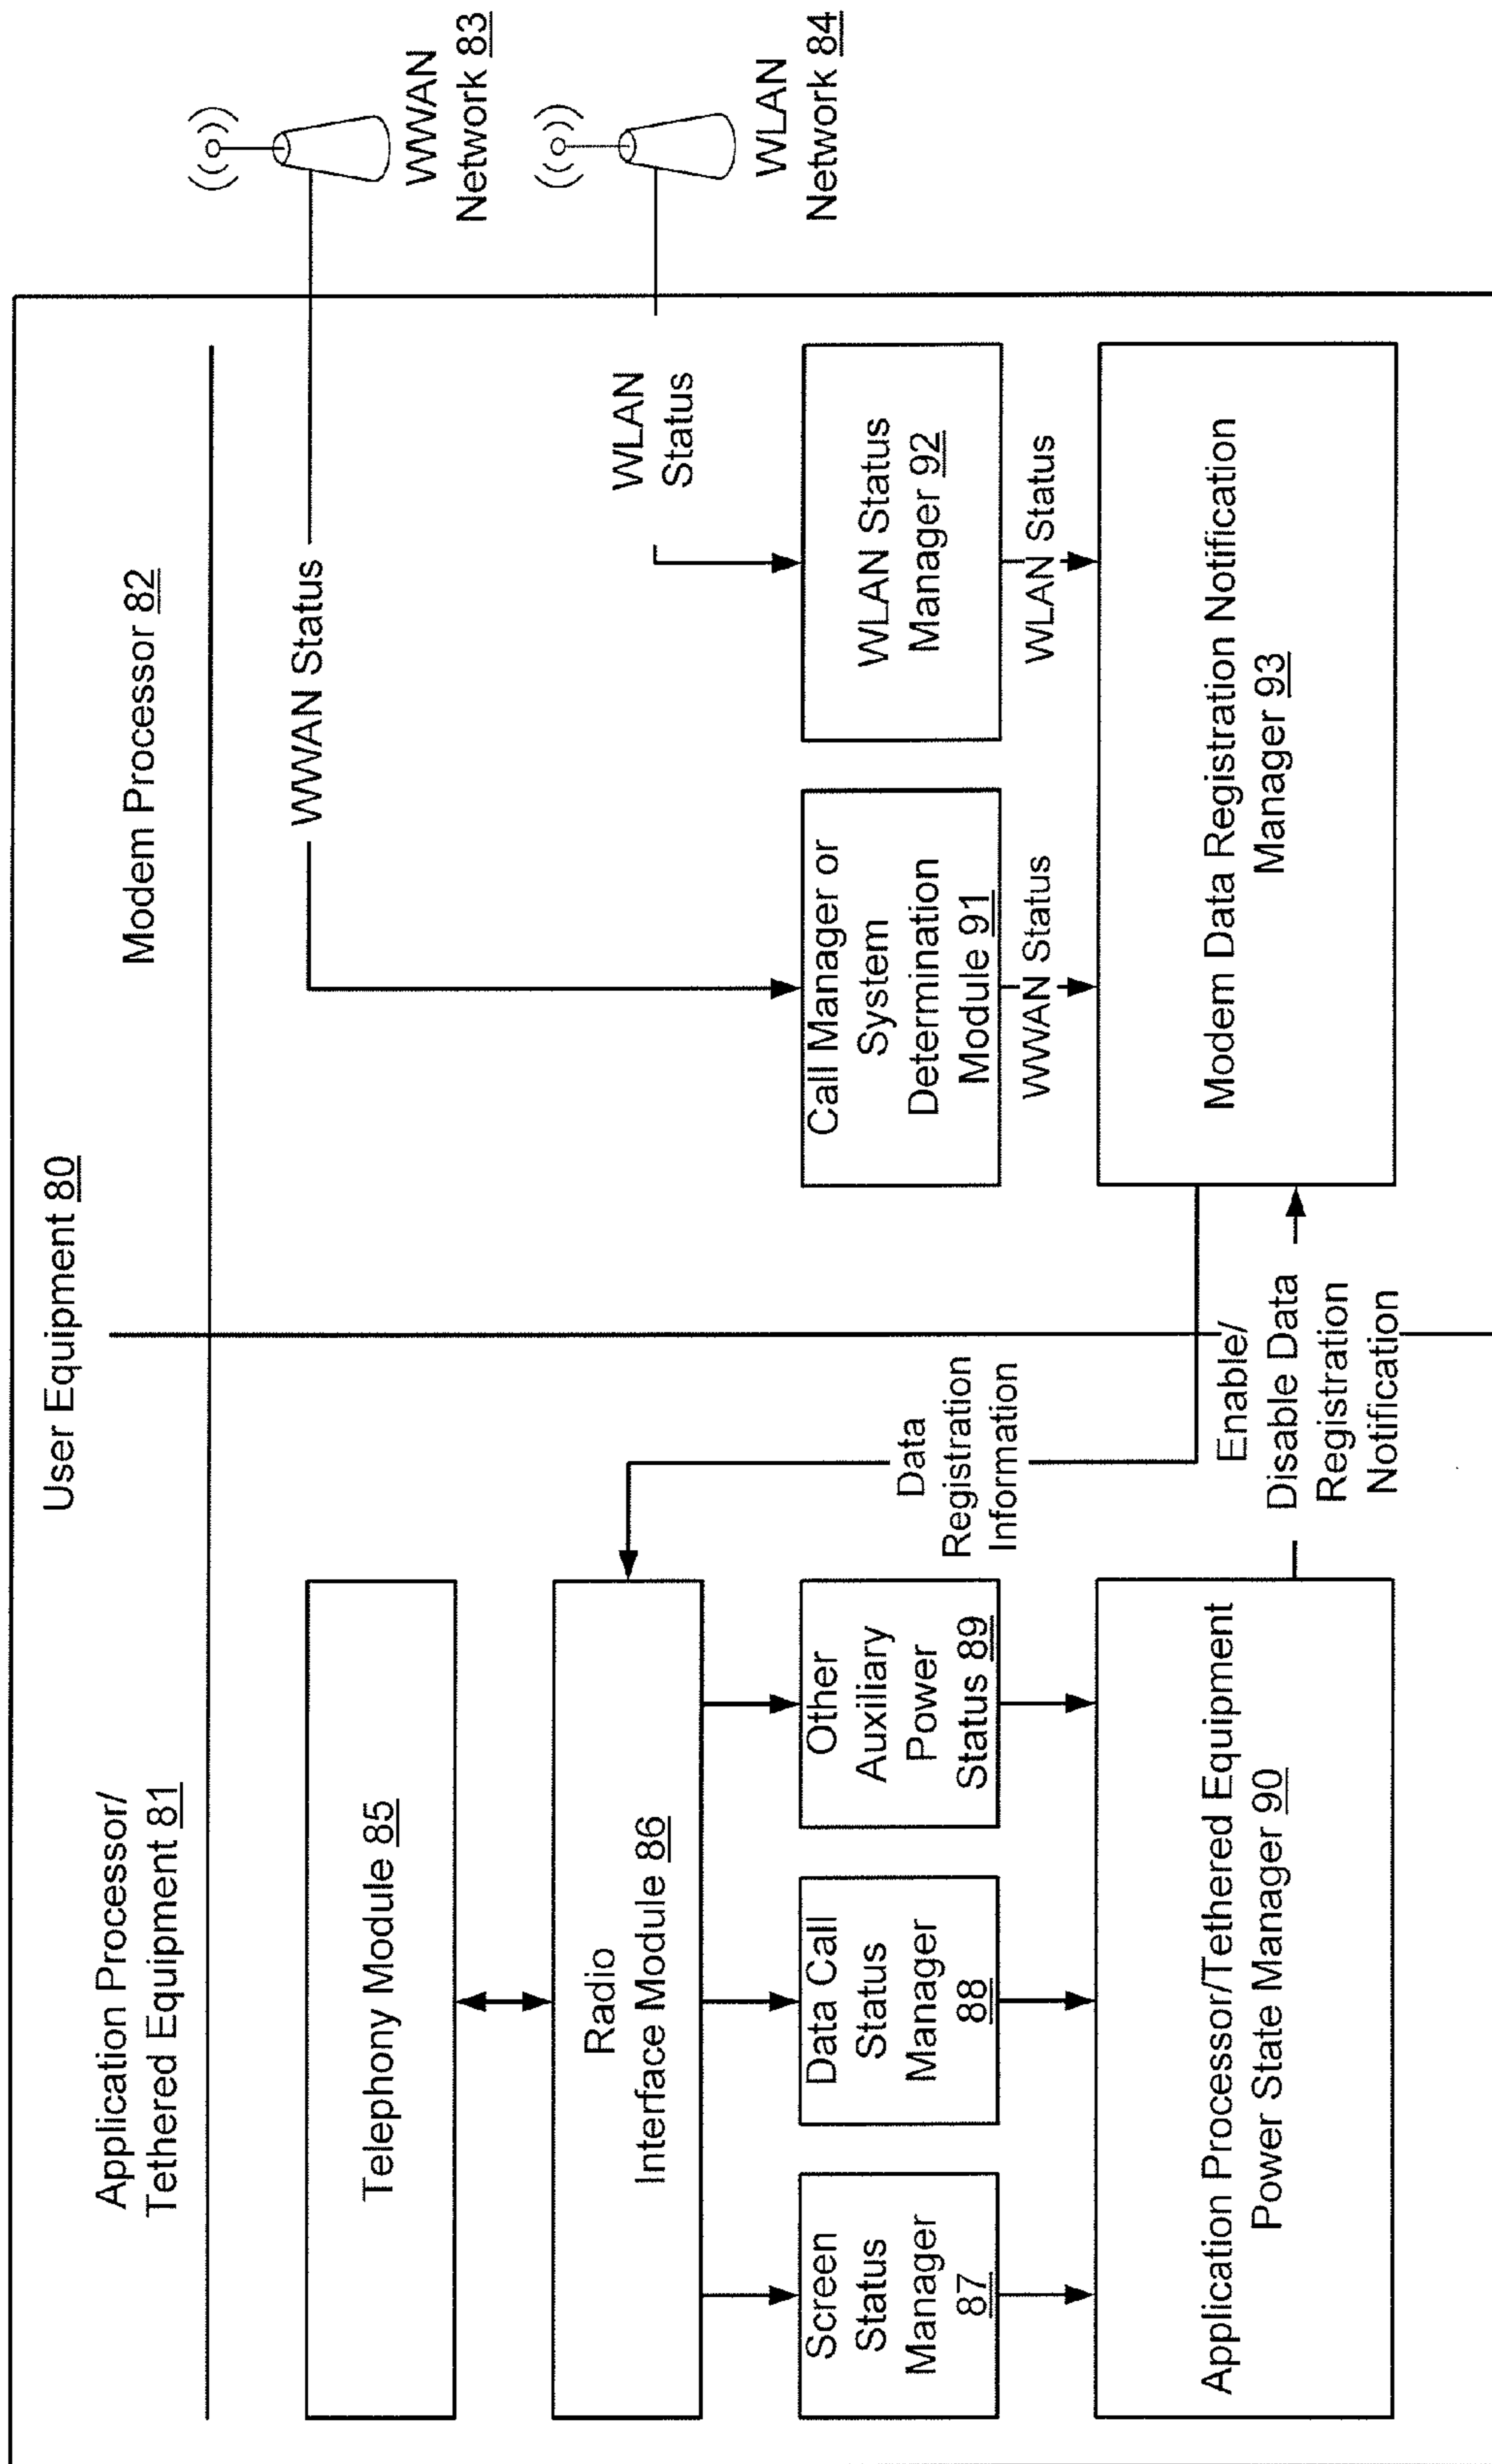 User Equipment 80
Application Processor/
Tethered Equipment 81
Modem Processor 82
Telephony Module 85
Radio
Interface Module 86
Screen
Status
Manager
87
Data Call
Status
Manager
88
Other
Auxiliary
Power
Status 89
Application Processor/Tethered Equipment
Power State Manager 90
Data
Registration
Information
Enable/
Disable Data
Registration
Notification
WWAN Status
WLAN
Status
Call Manager or
System
Determination
Module 91
WLAN Status
Manager 92
WWAN Status
WLAN Status
Modem Data Registration Notification
Manager 93
WWAN
Network 83
WLAN
Network 84